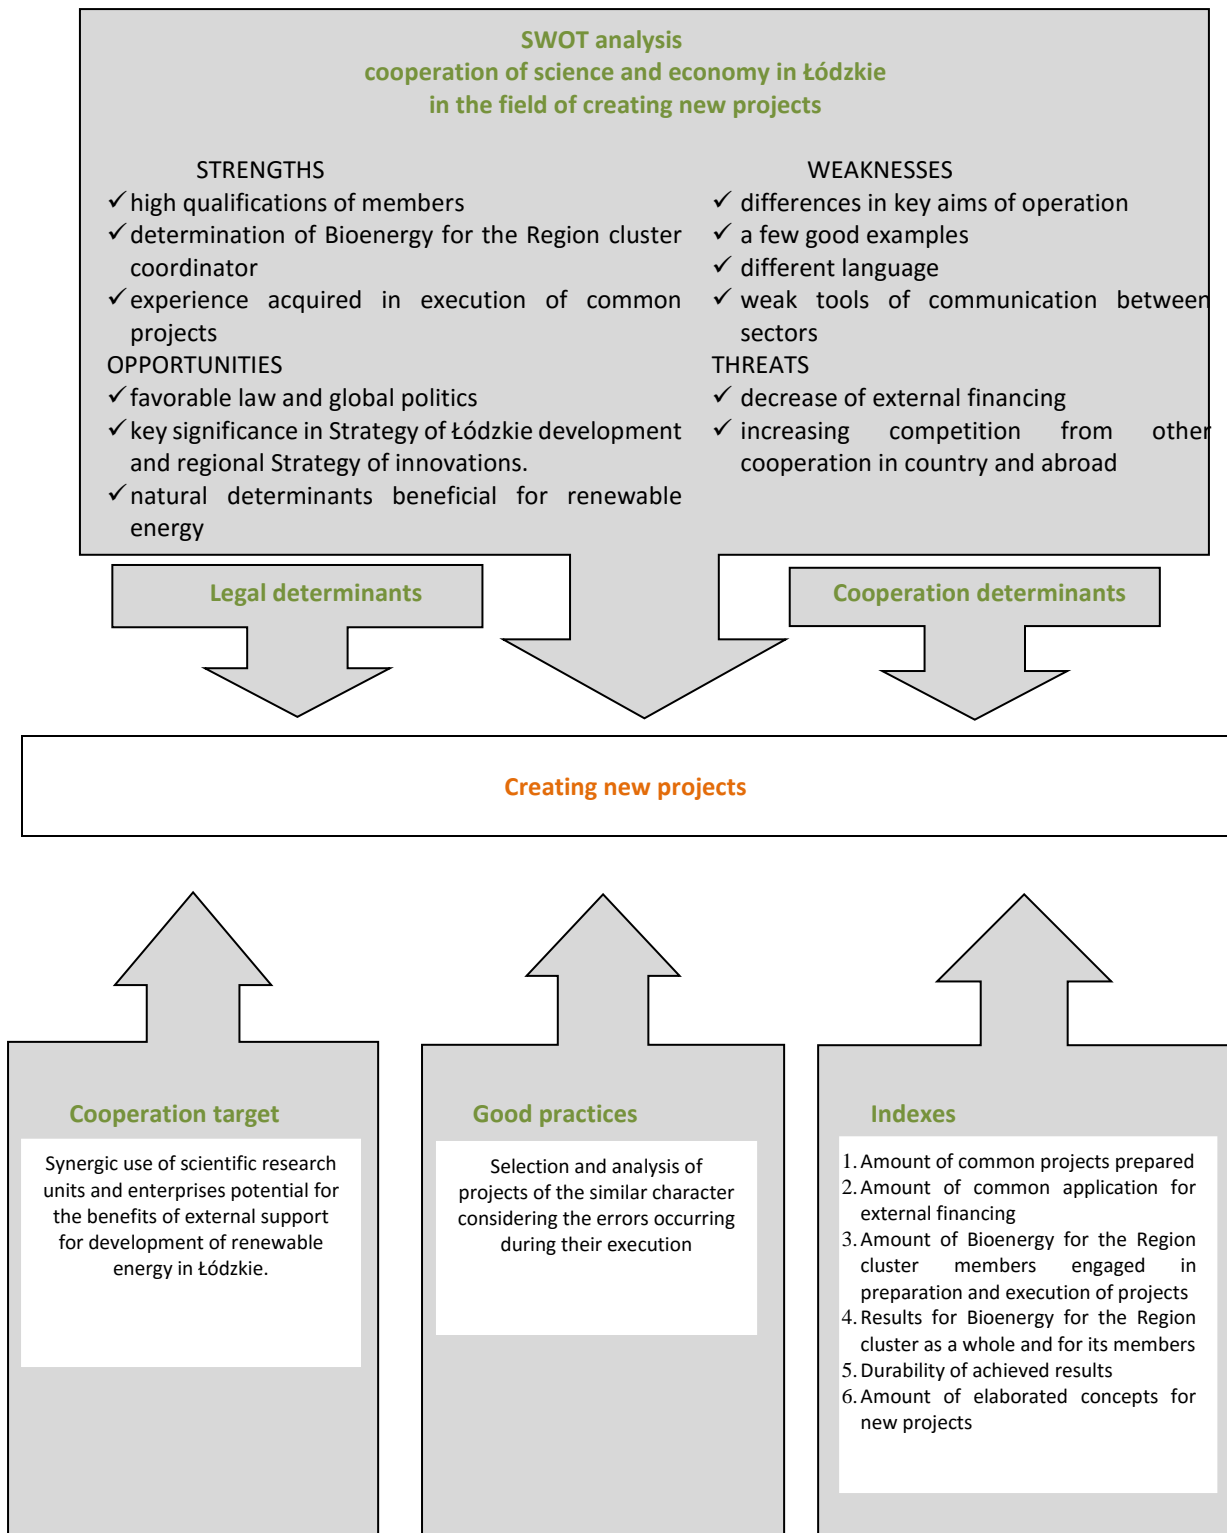 SWOT analysis
cooperation of science and economy in Łódzkie
in the field of creating new projects
STRENGTHS
✓ high qualifications of members
✓ determination of Bioenergy for the Region cluster
coordinator
✓ experience acquired in execution of common
projects
OPPORTUNITIES
✓ favorable law and global politics
✓ key significance in Strategy of Łódzkie development
and regional Strategy of innovations.
✓ natural determinants beneficial for renewable
energy
WEAKNESSES
✓ differences in key aims of operation
✓ a few good examples
✓ different language
✓ weak tools of communication between
sectors
THREATS
✓ decrease of external financing
✓ increasing competition from other
cooperation in country and abroad
Legal determinants
Cooperation determinants
Creating new projects
Cooperation target
Synergic use of scientific research
units and enterprises potential for
the benefits of external support
for development of renewable
energy in Łódzkie.
Good practices
Selection and analysis of
projects of the similar character
considering the errors occurring
during their execution
Indexes
1. Amount of common projects prepared
2. Amount of common application for
external financing
3. Amount of Bioenergy for the Region
cluster members engaged in
preparation and execution of projects
4. Results for Bioenergy for the Region
cluster as a whole and for its members
5. Durability of achieved results
6. Amount of elaborated concepts for
new projects